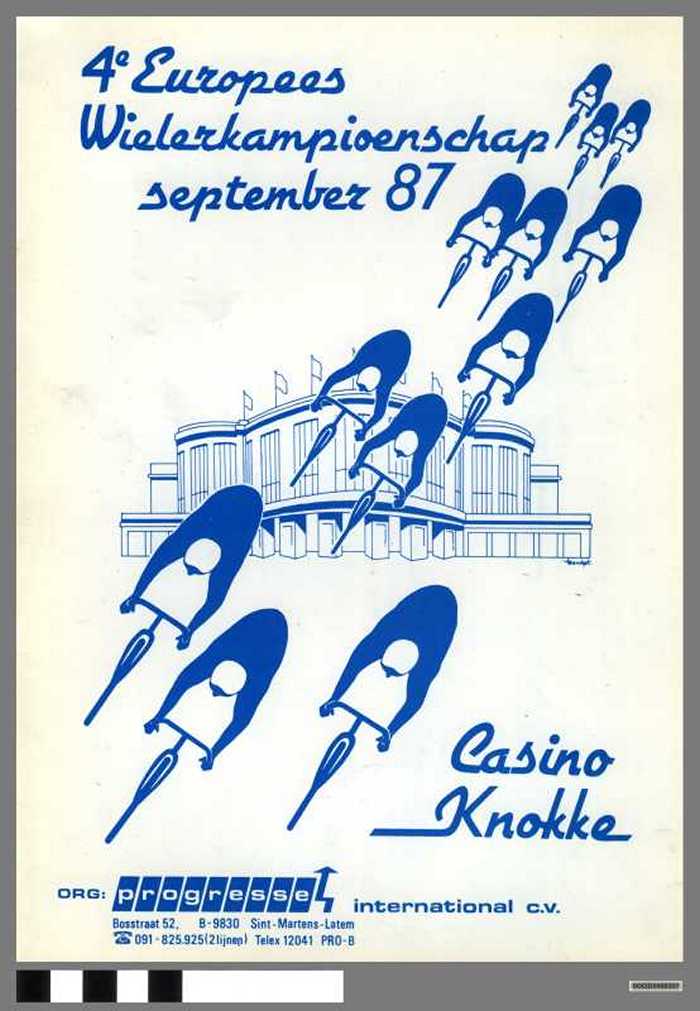 4e Europees
Wielerkampioenschap
september 87
Casino
Knokke
ORG: progresse international c.v.
Bosstraat 52, B-9830 Sint-Martens-Latem
☎ 091-825.925(2lijnen) Telex 12041 PRO-B